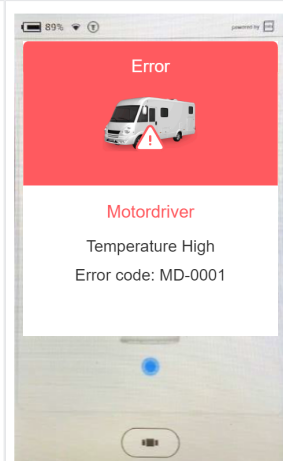 89%
powered by
Error
Motordriver
Temperature High
Error code: MD-0001